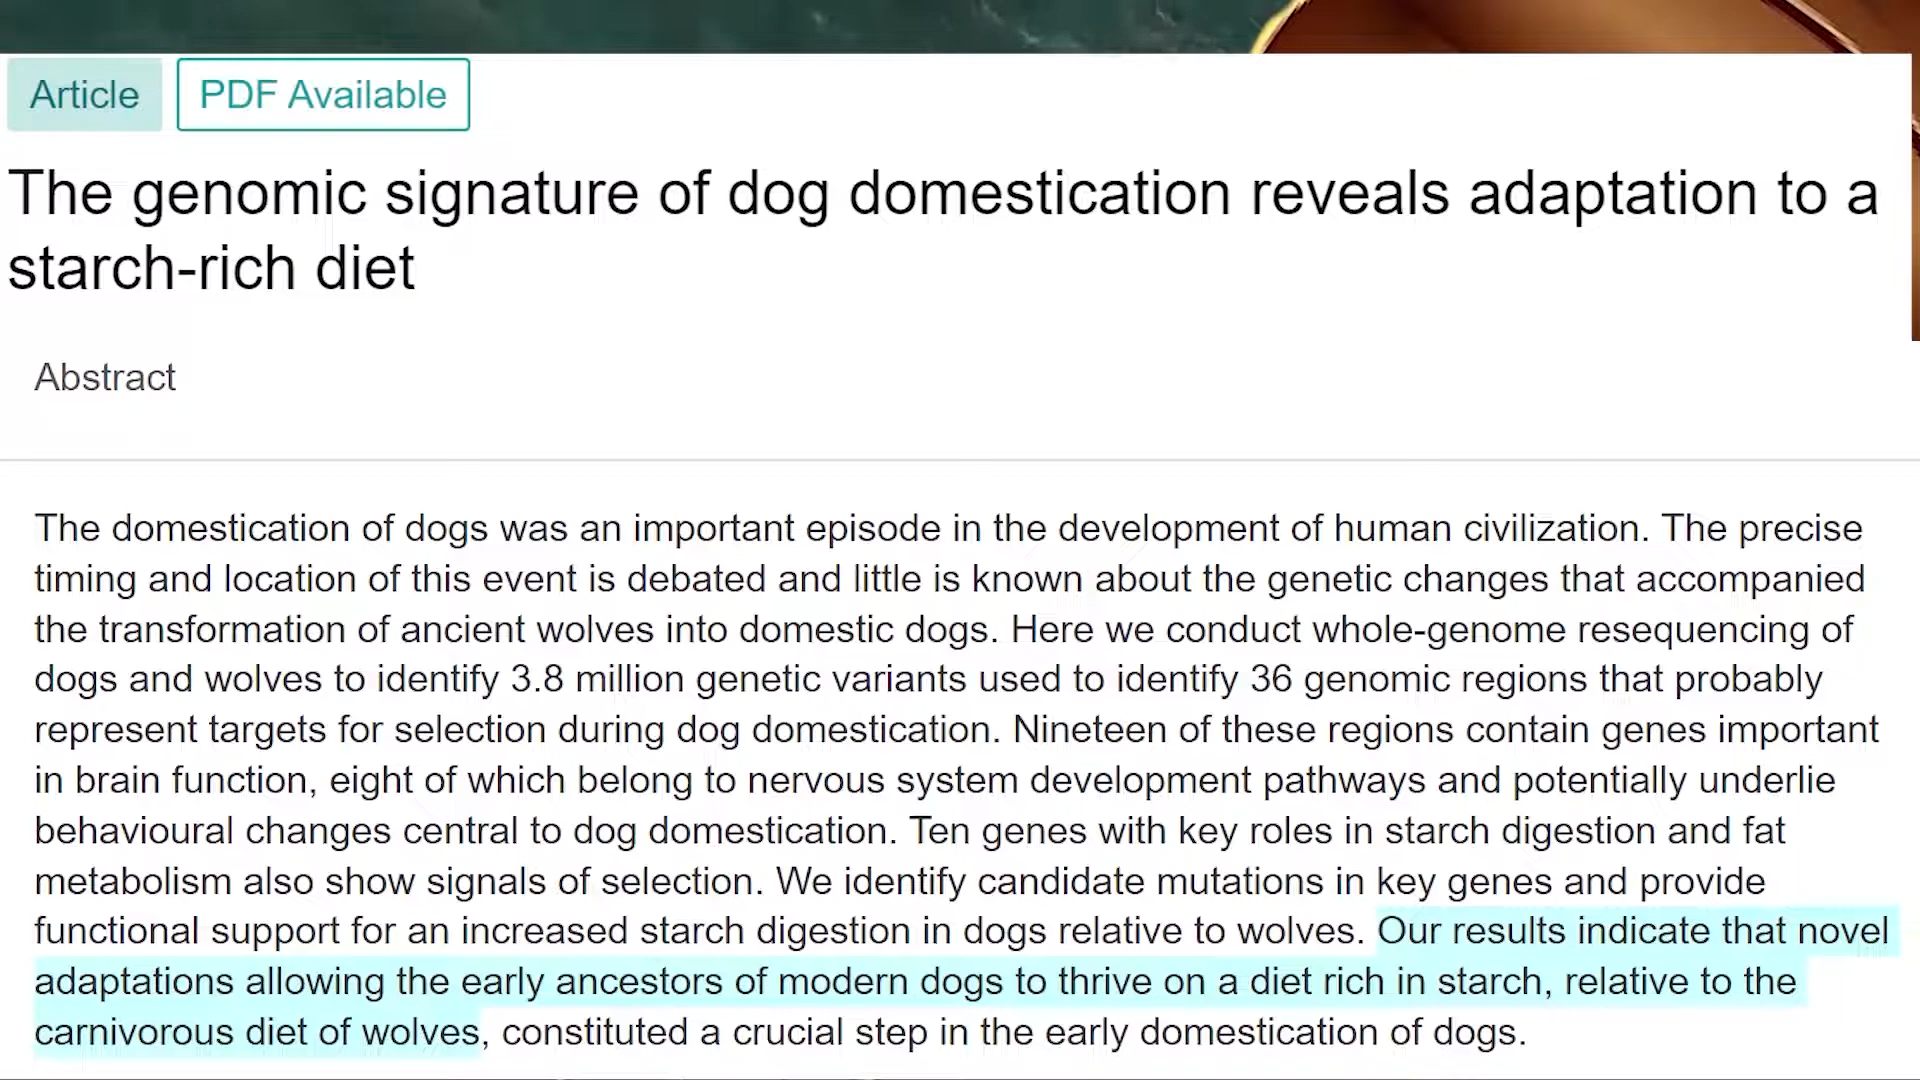 Article PDF Available
The genomic signature of dog domestication reveals adaptation to a
starch-rich diet
Abstract
The domestication of dogs was an important episode in the development of human civilization. The precise
timing and location of this event is debated and little is known about the genetic changes that accompanied
the transformation of ancient wolves into domestic dogs. Here we conduct whole-genome resequencing of
dogs and wolves to identify 3.8 million genetic variants used to identify 36 genomic regions that probably
represent targets for selection during dog domestication. Nineteen of these regions contain genes important
in brain function, eight of which belong to nervous system development pathways and potentially underlie
behavioural changes central to dog domestication. Ten genes with key roles in starch digestion and fat
metabolism also show signals of selection. We identify candidate mutations in key genes and provide
functional support for an increased starch digestion in dogs relative to wolves. Our results indicate that novel
adaptations allowing the early ancestors of modern dogs to thrive on a diet rich in starch, relative to the
carnivorous diet of wolves, constituted a crucial step in the early domestication of dogs.